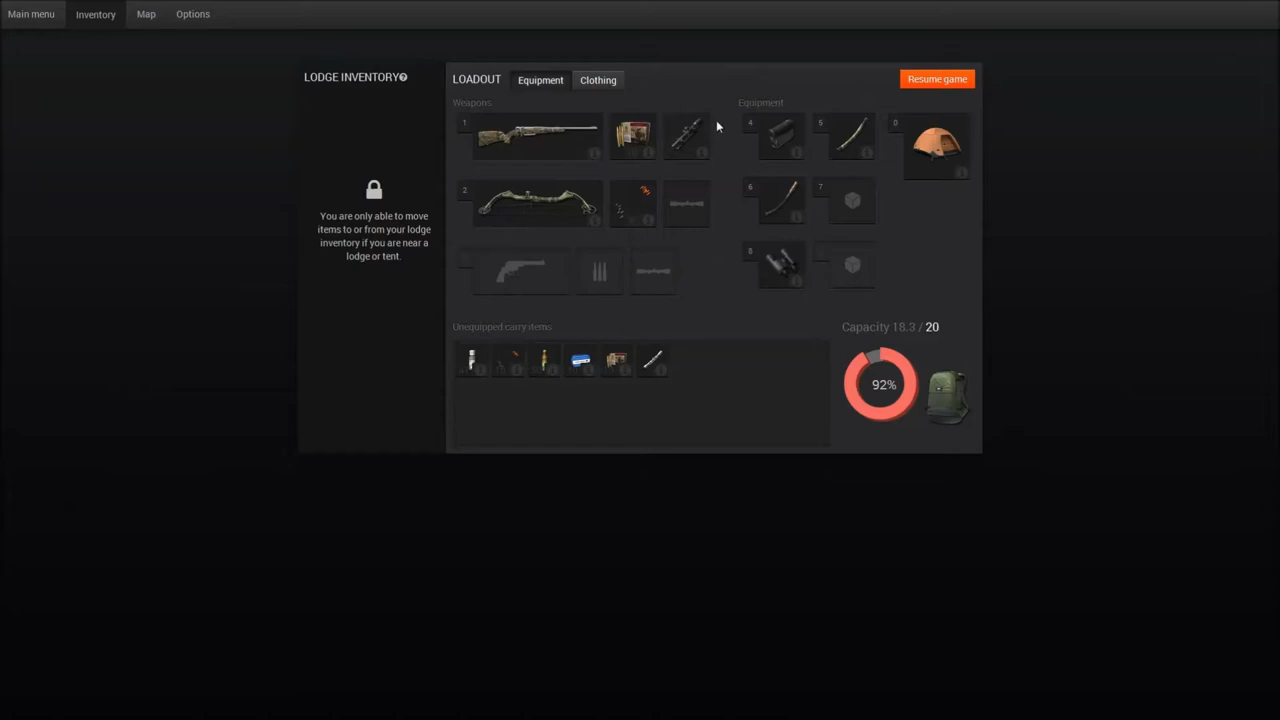 Main menu
Inventory
Map
Options
LODGE INVENTORY
You are only able to move
items to or from your lodge
inventory if you are near a
lodge or tent.
LOADOUT
Equipment
Clothing
Resume game
Weapons
Equipment
1
2
4
5
0
6
7
8
Unequipped carry items
Capacity 18.3 / 20
92%